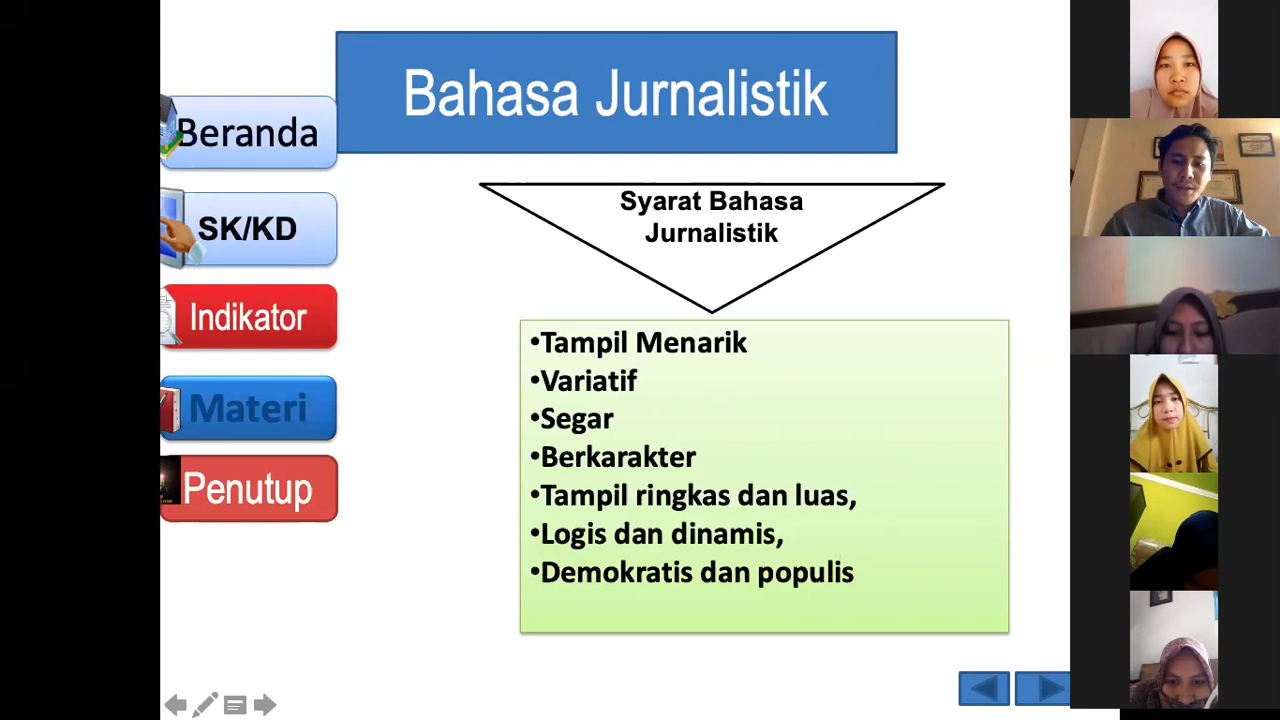 Bahasa Jurnalistik
Beranda
SK/KD
Indikator
Materi
Penutup
Syarat Bahasa
Jurnalistik
•Tampil Menarik
•Variatif
•Segar
•Berkarakter
•Tampil ringkas dan luas,
•Logis dan dinamis,
•Demokratis dan populis